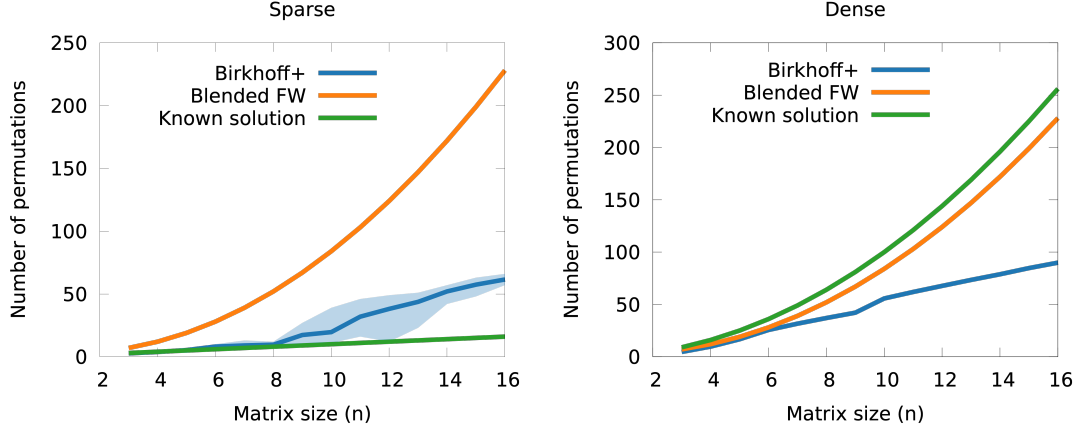 Sparse
Number of permutations
250
200
150
100
50
0
Birkhoff+
Blended FW
Known solution
2 4 6 8 10 12 14 16
Matrix size (n)
Dense
Number of permutations
300
250
200
150
100
50
0
Birkhoff+
Blended FW
Known solution
2 4 6 8 10 12 14 16
Matrix size (n)